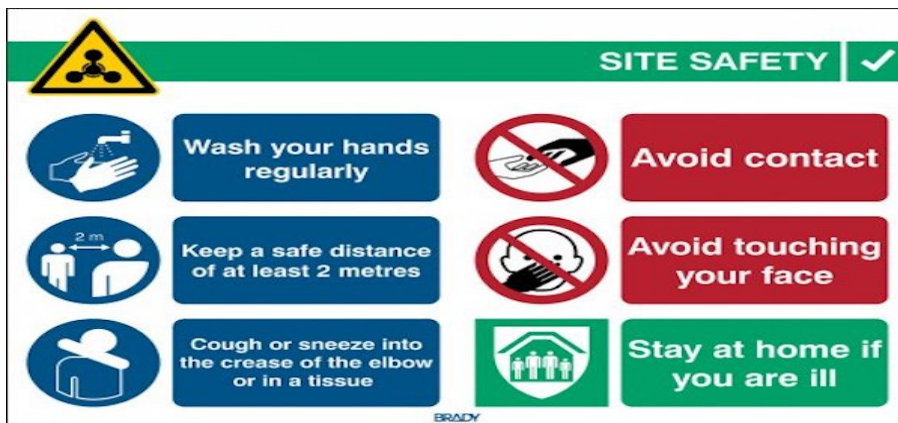 SITE SAFETY
Wash your hands
regularly
Avoid contact
2 m
Keep a safe distance
of at least 2 metres
Avoid touching
your face
Cough or sneeze into
the crease of the elbow
or in a tissue
Stay at home if
you are ill
BRADY